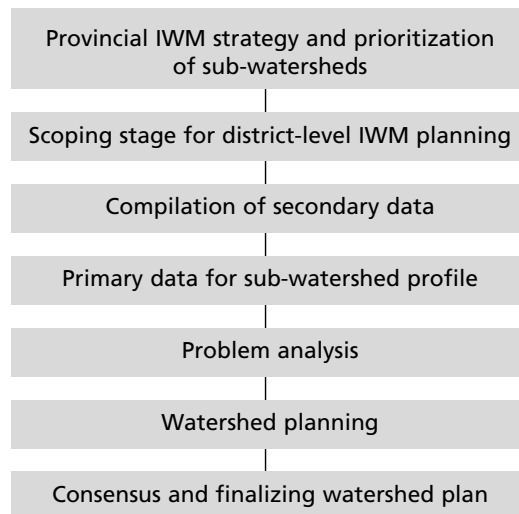 Provincial IWM strategy and prioritization
of sub-watersheds
Scoping stage for district-level IWM planning
Compilation of secondary data
Primary data for sub-watershed profile
Problem analysis
Watershed planning
Consensus and finalizing watershed plan